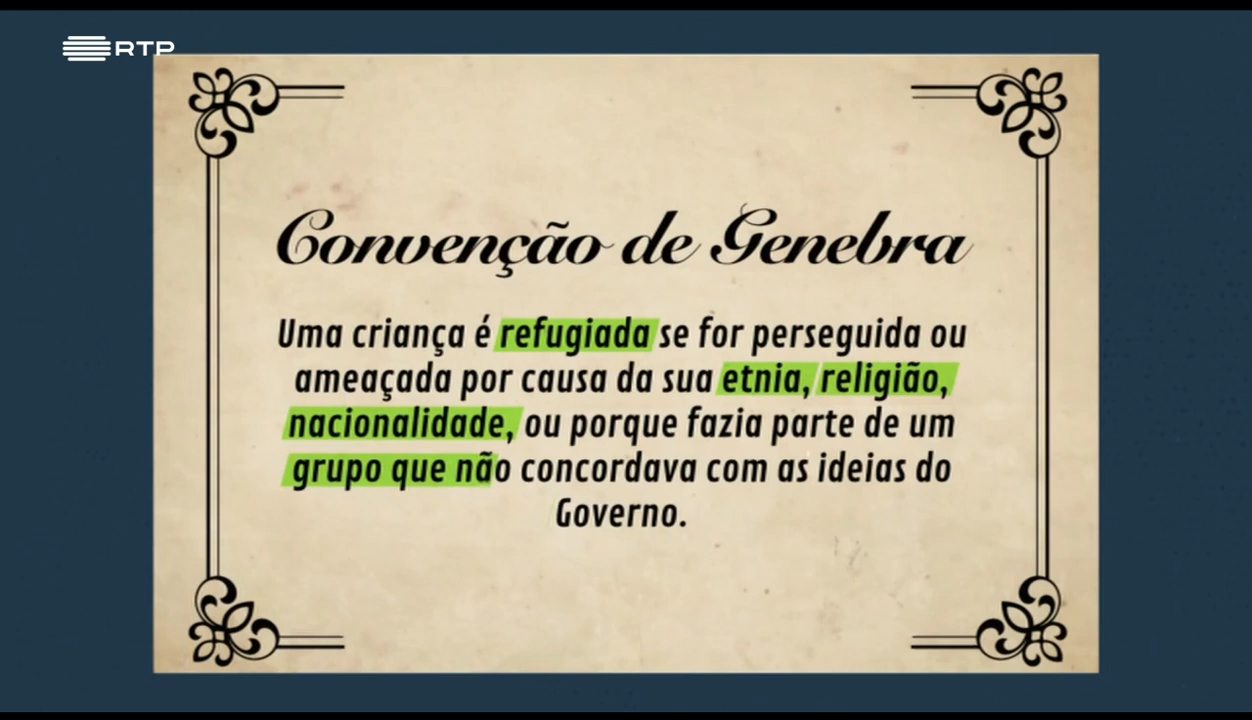 RTP
Convenção de Genebra
Uma criança é refugiada se for perseguida ou
ameaçada por causa da sua etnia, religião,
nacionalidade, ou porque fazia parte de um
grupo que não concordava com as ideias do
Governo.